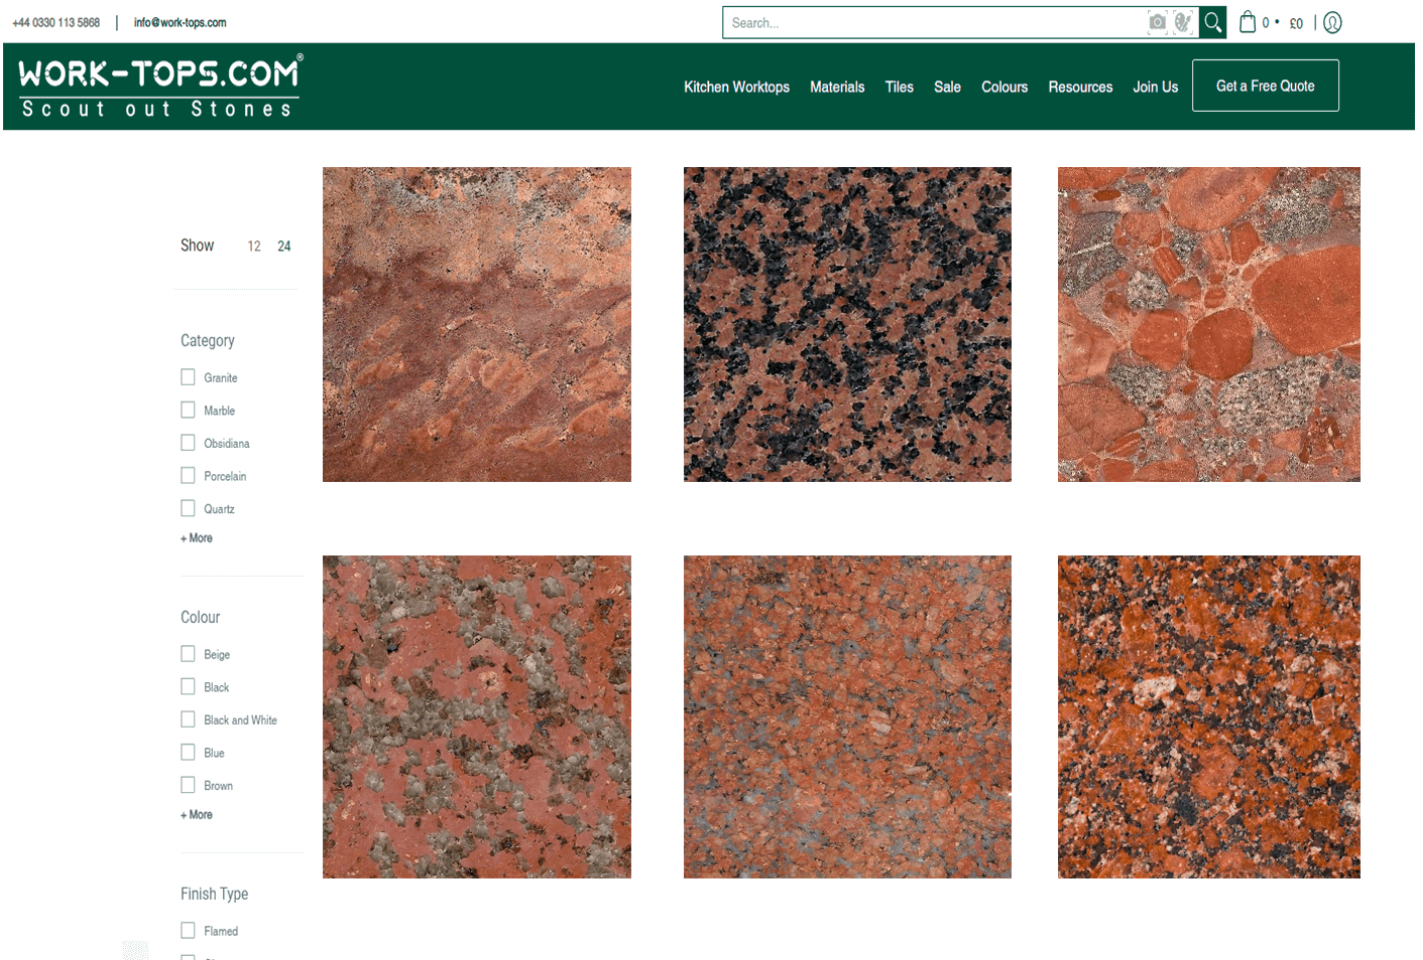 +44 0330 113 5868 | info@work-tops.com
Search...
0 • £0
WORK-TOPS.COM®
Scout out Stones
Kitchen Worktops Materials Tiles Sale Colours Resources Join Us Get a Free Quote
Show 12 24
Category
Granite
Marble
Obsidiana
Porcelain
Quartz
+ More
Colour
Beige
Black
Black and White
Blue
Brown
+ More
Finish Type
Flamed